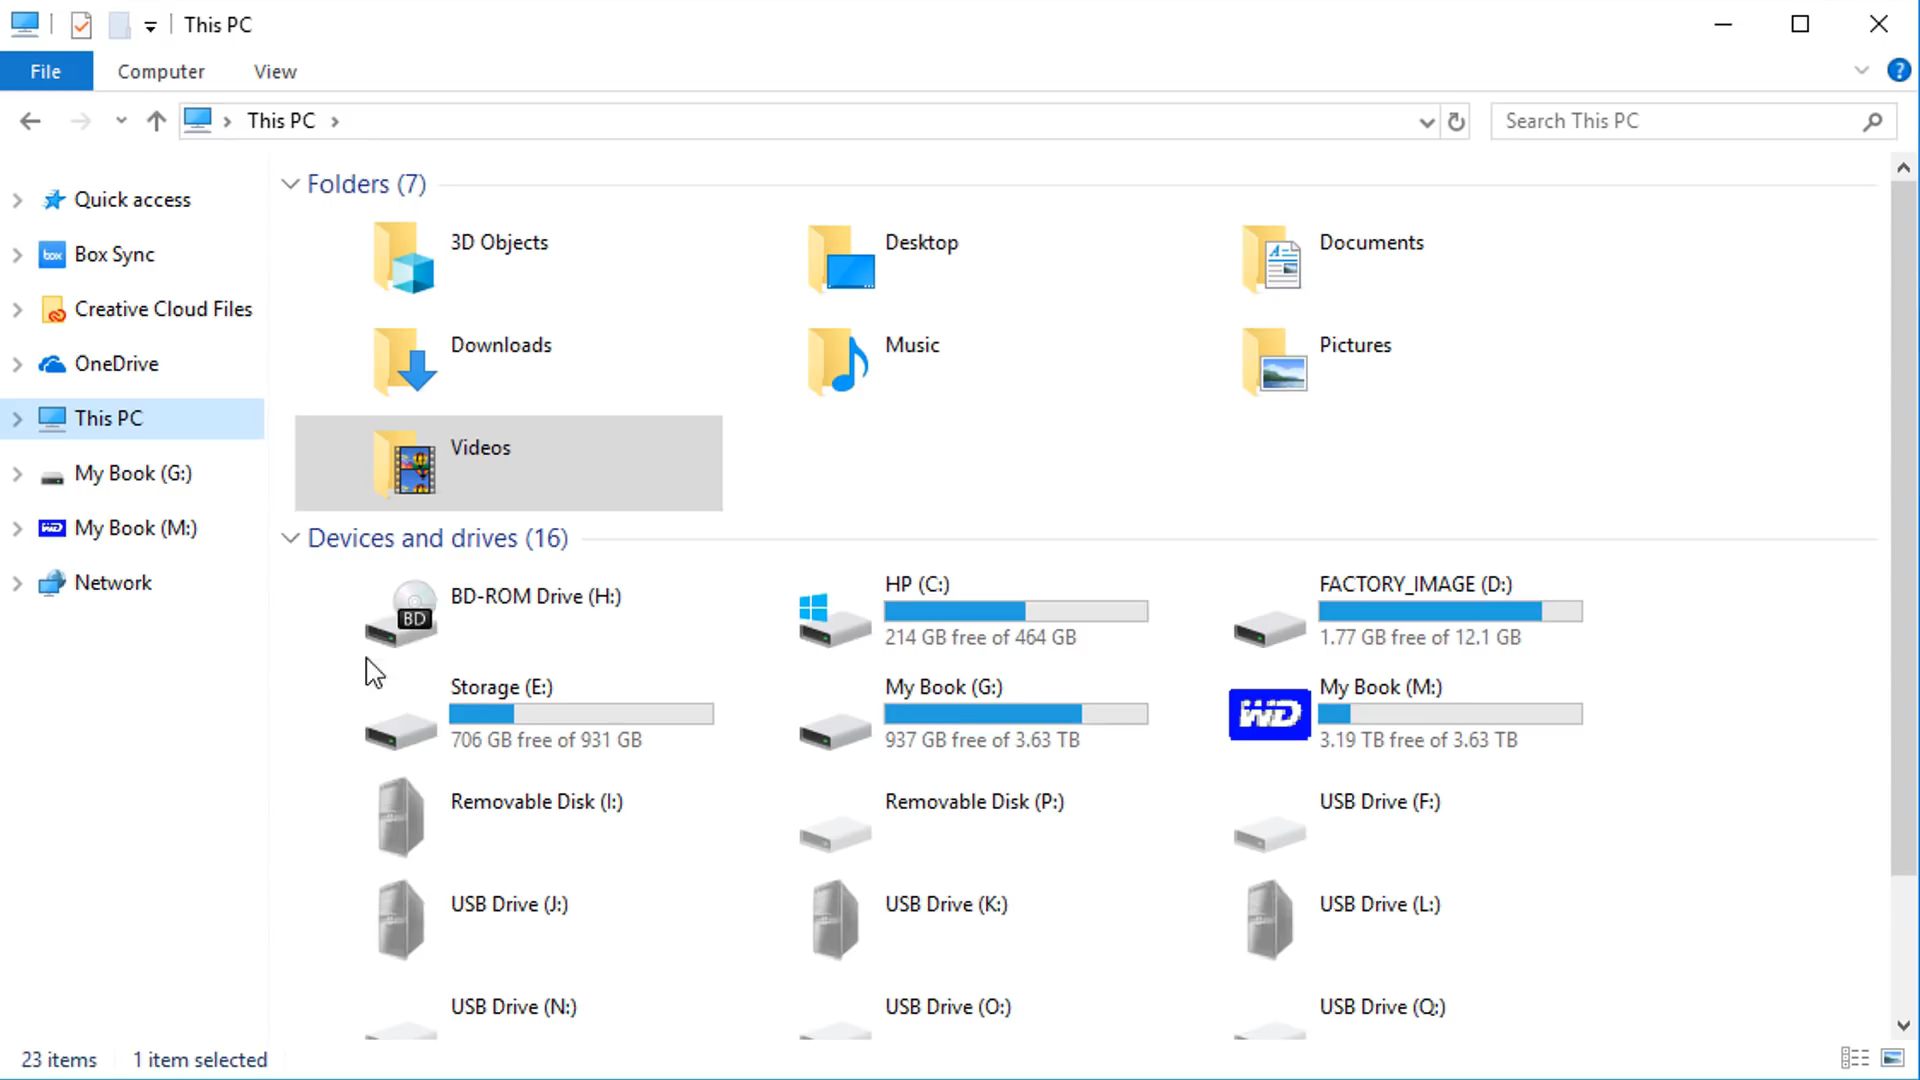 This PC
File Computer View
This PC
Search This PC
Quick access
Box Sync
Creative Cloud Files
OneDrive
This PC
My Book (G:)
My Book (M:)
Network
Folders (7)
3D Objects
Desktop
Documents
Downloads
Music
Pictures
Videos
Devices and drives (16)
BD-ROM Drive (H:)
HP (C:)
214 GB free of 464 GB
FACTORY_IMAGE (D:)
1.77 GB free of 12.1 GB
Storage (E:)
706 GB free of 931 GB
My Book (G:)
937 GB free of 3.63 TB
My Book (M:)
3.19 TB free of 3.63 TB
Removable Disk (I:)
Removable Disk (P:)
USB Drive (F:)
USB Drive (J:)
USB Drive (K:)
USB Drive (L:)
USB Drive (N:)
USB Drive (O:)
USB Drive (Q:)
23 items 1 item selected
box
BD
WD
WD
?